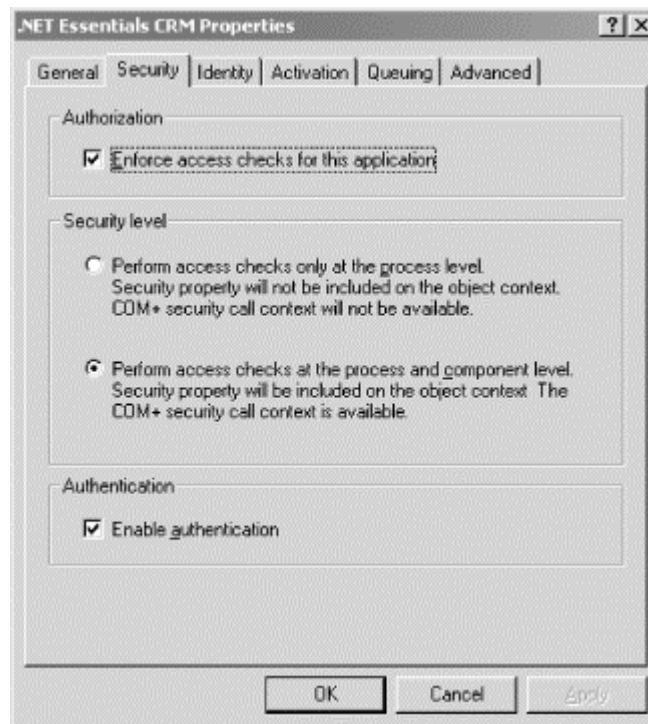 .NET Essentials CRM Properties
? X
General Security Identity Activation Queuing Advanced
Authorization
Enforce access checks for this application
Security level
Perform access checks only at the process level.
Security property will not be included on the object context.
COM+ security call context will not be available.
Perform access checks at the process and component level.
Security property will be included on the object context The
COM+ security call context is available.
Authentication
Enable authentication
OK Cancel Apply